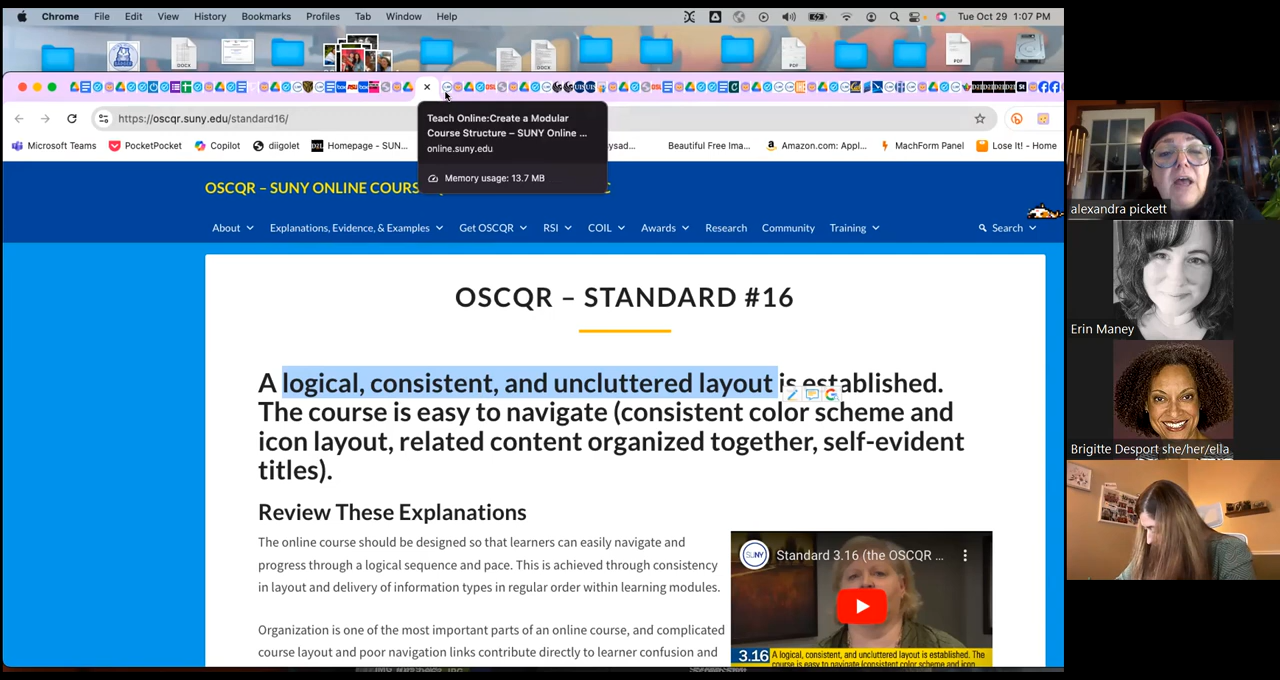 Chrome File Edit View History Bookmarks Profiles Tab Window Help Tue Oct 29 1:07 PM
DOCX
PDF
PDF
https://oscqr.suny.edu/standard16/
Teach Online:Create a Modular
Course Structure – SUNY Online ...
online.suny.edu
Memory usage: 13.7 MB
Microsoft Teams PocketPocket Copilot diigolet Homepage - SUN... Beautiful Free Ima... Amazon.com: Appl... MachForm Panel Lose It! - Home
OSCQR – SUNY ONLINE COURS
About Explanations, Evidence, & Examples Get OSCQR RSI COIL Awards Research Community Training Search
OSCQR – STANDARD #16
A logical, consistent, and uncluttered layout is established.
The course is easy to navigate (consistent color scheme and
icon layout, related content organized together, self-evident
titles).
Review These Explanations
The online course should be designed so that learners can easily navigate and
progress through a logical sequence and pace. This is achieved through consistency
in layout and delivery of information types in regular order within learning modules.
Organization is one of the most important parts of an online course, and complicated
course layout and poor navigation links contribute directly to learner confusion and
SUNY
Standard 3.16 (the OSCQR ...
3.16 A logical, consistent, and uncluttered layout is established. The
course is easy to navigate (consistent color scheme and icon
alexandra pickett
Erin Maney
Brigitte Desport she/her/ella